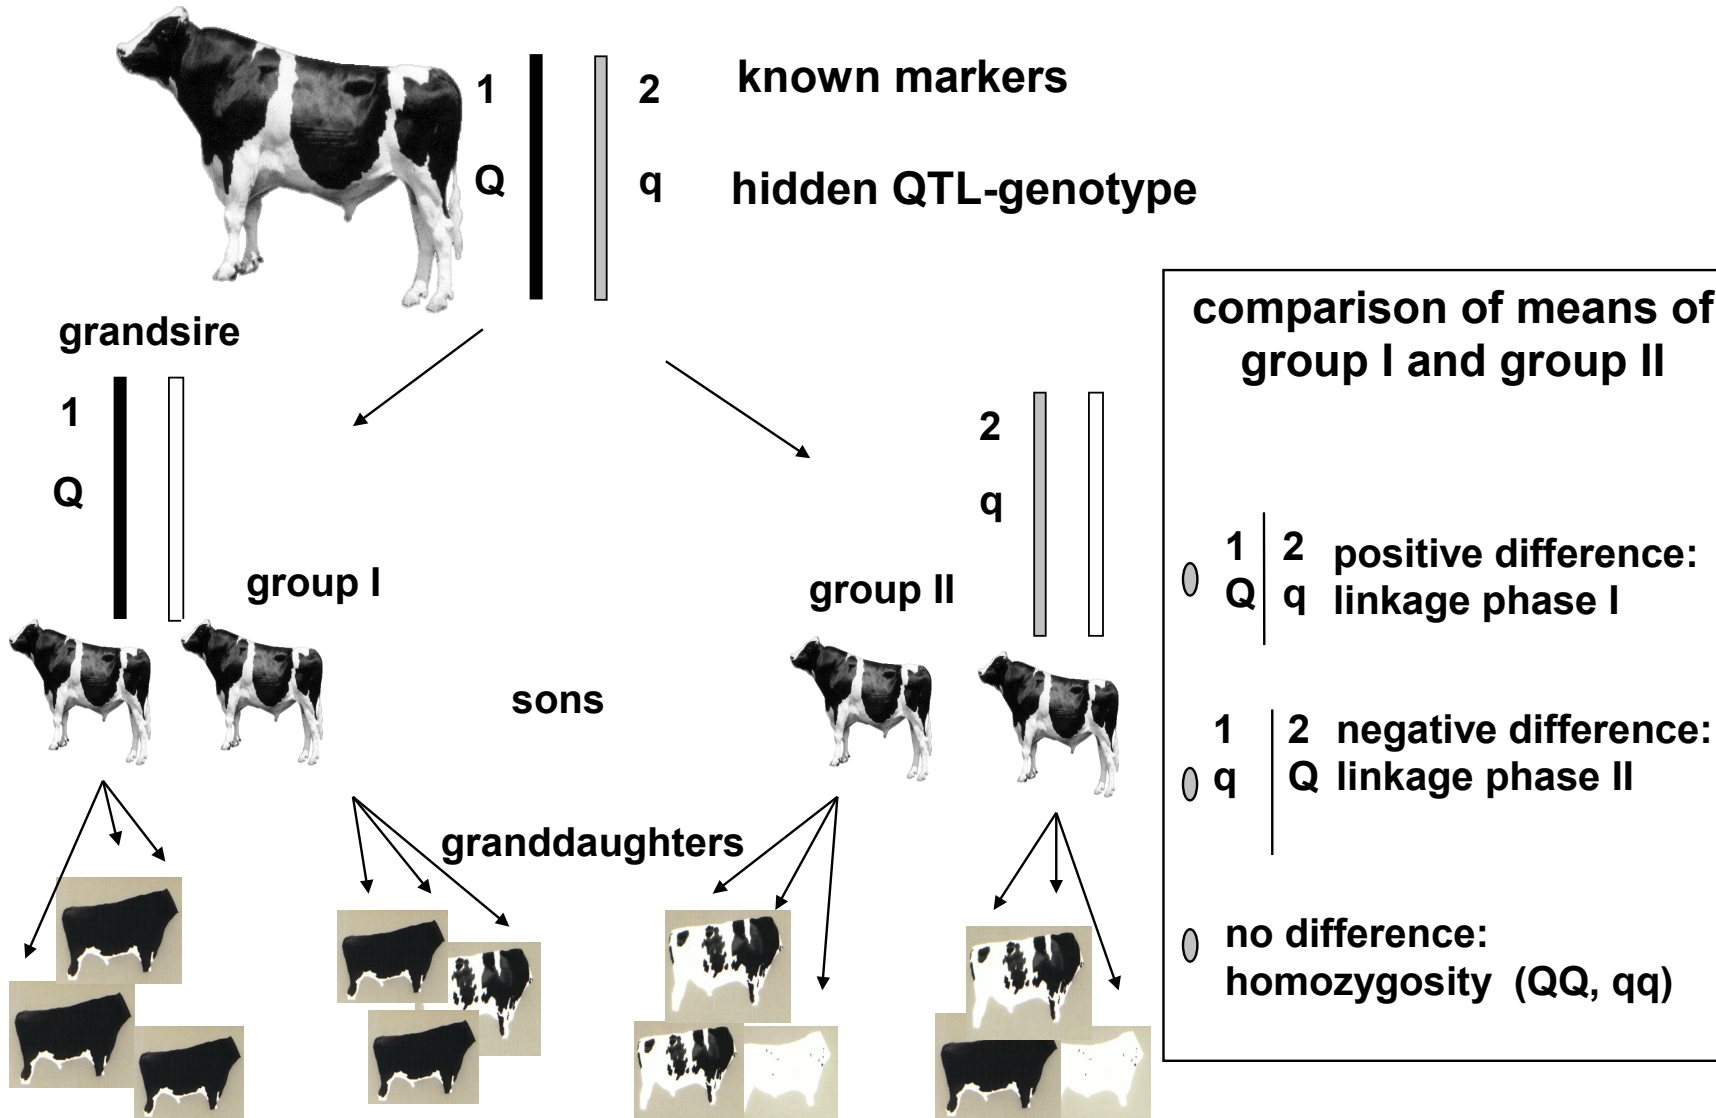 1
2
known markers
Q
q
hidden QTL-genotype
grandsire
1
Q
group I
2
q
group II
sons
granddaughters
comparison of means of
group I and group II
1 2 positive difference:
Q q linkage phase I
1 2 negative difference:
q Q linkage phase II
no difference:
homozygosity (QQ, qq)